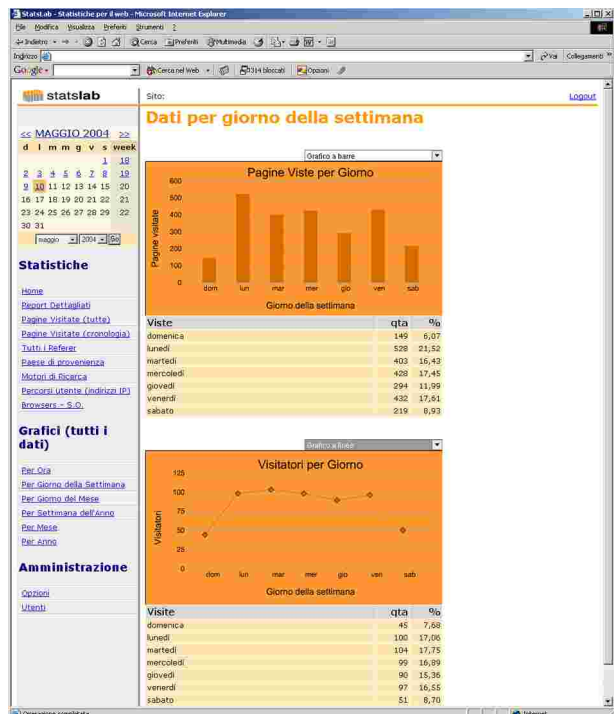 StatsLab - Statistiche per il web - Microsoft Internet Explorer
File Modifica Visualizza Preferiti Strumenti ?
Indietro Cerca Preferiti Multimedia
Indirizzo Vai Collegamenti »
Google Cerca nel Web 314 bloccati Opzioni
statslab
Sito: Logout
Dati per giorno della settimana
<< MAGGIO 2004 >>
d l m m g v s week
1 18
2 3 4 5 6 7 8 19
9 10 11 12 13 14 15 20
16 17 18 19 20 21 22 21
23 24 25 26 27 28 29 22
30 31
maggio 2004 Go
Statistiche
Home
Report Dettagliati
Pagine Visitate (tutte)
Pagine Visitate (cronologia)
Tutti i Referer
Paese di provenienza
Motori di Ricerca
Percorsi utente (indirizzi IP)
Browsers - S.O.
Grafici (tutti i
dati)
Per Ora
Per Giorno della Settimana
Per Giorno del Mese
Per Settimana dell'Anno
Per Mese
Per Anno
Amministrazione
Opzioni
Utenti
Grafico a barre
Pagine Viste per Giorno
Pagine visitate
600
500
400
300
200
100
0
dom lun mar mer gio ven sab
Giorno della settimana
Viste qta %
domenica 149 6,07
lunedì 528 21,52
martedì 403 16,43
mercoledì 428 17,45
giovedì 294 11,99
venerdì 432 17,61
sabato 219 8,93
Grafico a linee
Visitatori per Giorno
Visitatori
125
100
75
50
25
0
dom lun mar mer gio ven sab
Giorno della settimana
Visite qta %
domenica 45 7,68
lunedì 100 17,06
martedì 104 17,75
mercoledì 99 16,89
giovedì 90 15,36
venerdì 97 16,55
sabato 51 8,70
Operazione completata Internet